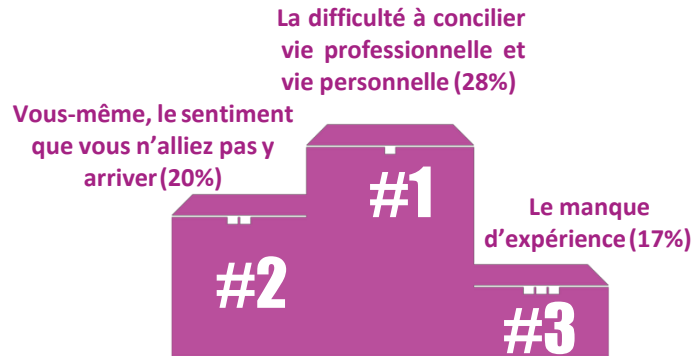 La difficulté à concilier
vie professionnelle et
vie personnelle (28%)
Vous-même, le sentiment
que vous n’alliez pas y
arriver (20%)
#1
Le manque
d’expérience (17%)
#2
#3